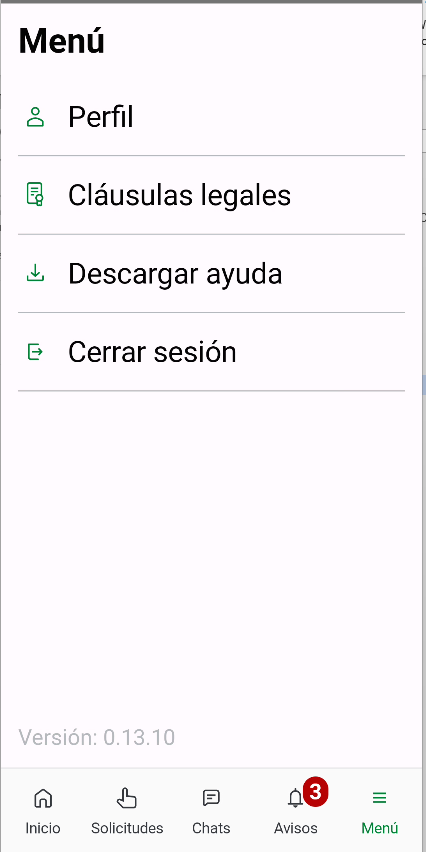 Menú
Perfil
Cláusulas legales
Descargar ayuda
Cerrar sesión
Versión: 0.13.10
3
Inicio
Solicitudes
Chats
Avisos
Menú